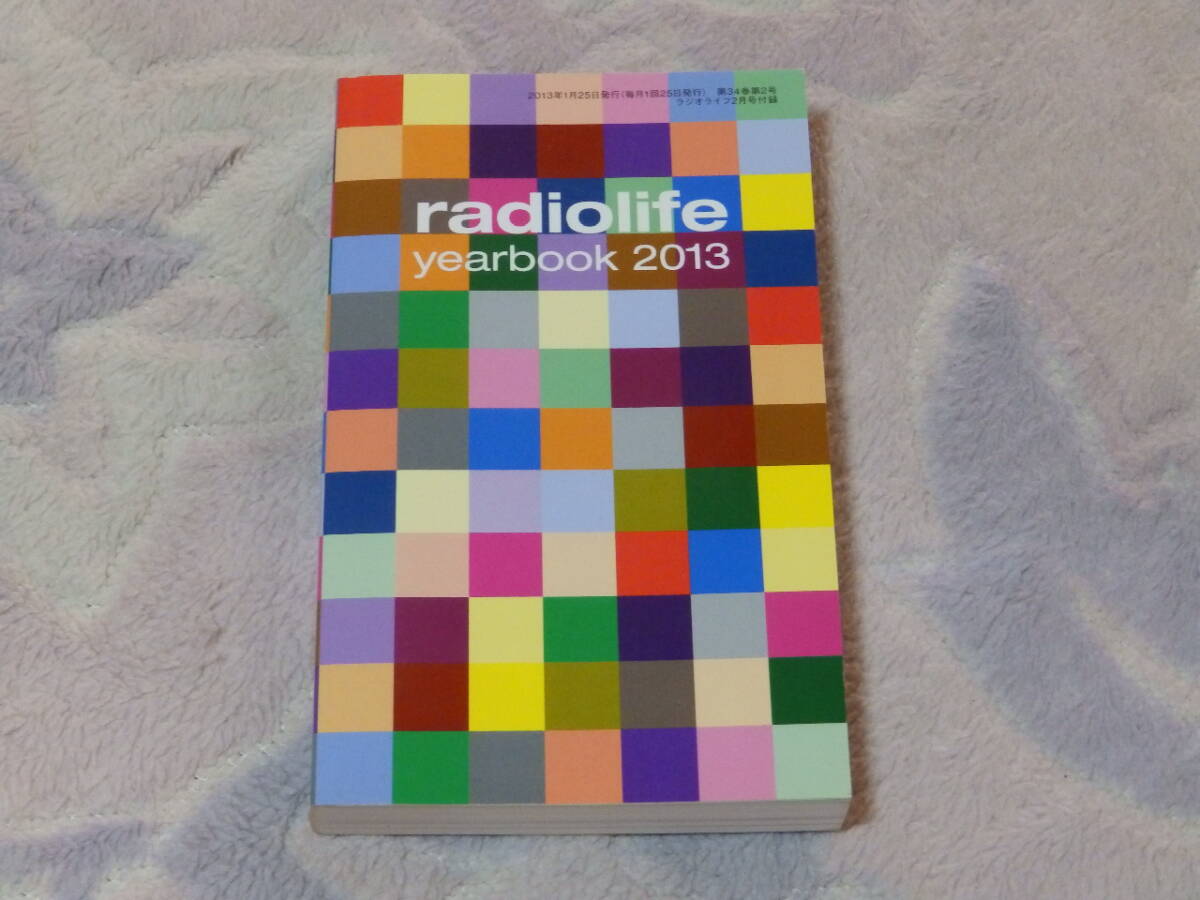 2013年1月25日発行(毎月1回25日発行) 第34巻第2号
ラジオライフ2月号付録
radiolife
yearbook 2013